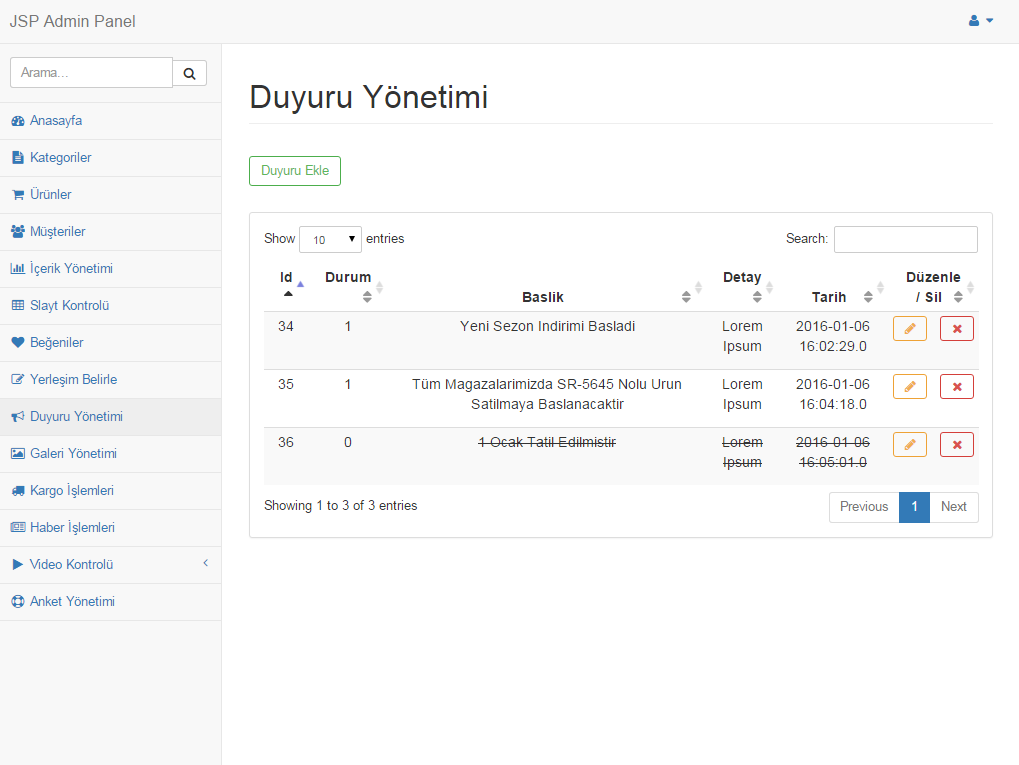 JSP Admin Panel
Arama...
Anasayfa
Kategoriler
Ürünler
Müşteriler
İçerik Yönetimi
Slayt Kontrolü
Beğeniler
Yerleşim Belirle
Duyuru Yönetimi
Galeri Yönetimi
Kargo İşlemleri
Haber İşlemleri
Video Kontrolü
Anket Yönetimi
Duyuru Yönetimi
Duyuru Ekle
Show 10 entries Search:
Id Durum Detay Düzenle
Baslik Tarih / Sil
34 1 Yeni Sezon Indirimi Basladi Lorem 2016-01-06
Ipsum 16:02:29.0
35 1 Tüm Magazalarimizda SR-5645 Nolu Urun Lorem 2016-01-06
Satilmaya Baslanacaktir Ipsum 16:04:18.0
36 0 1 Ocak Tatil Edilmistir Lorem 2016-01-06
Ipsum 16:05:01.0
Showing 1 to 3 of 3 entries Previous 1 Next